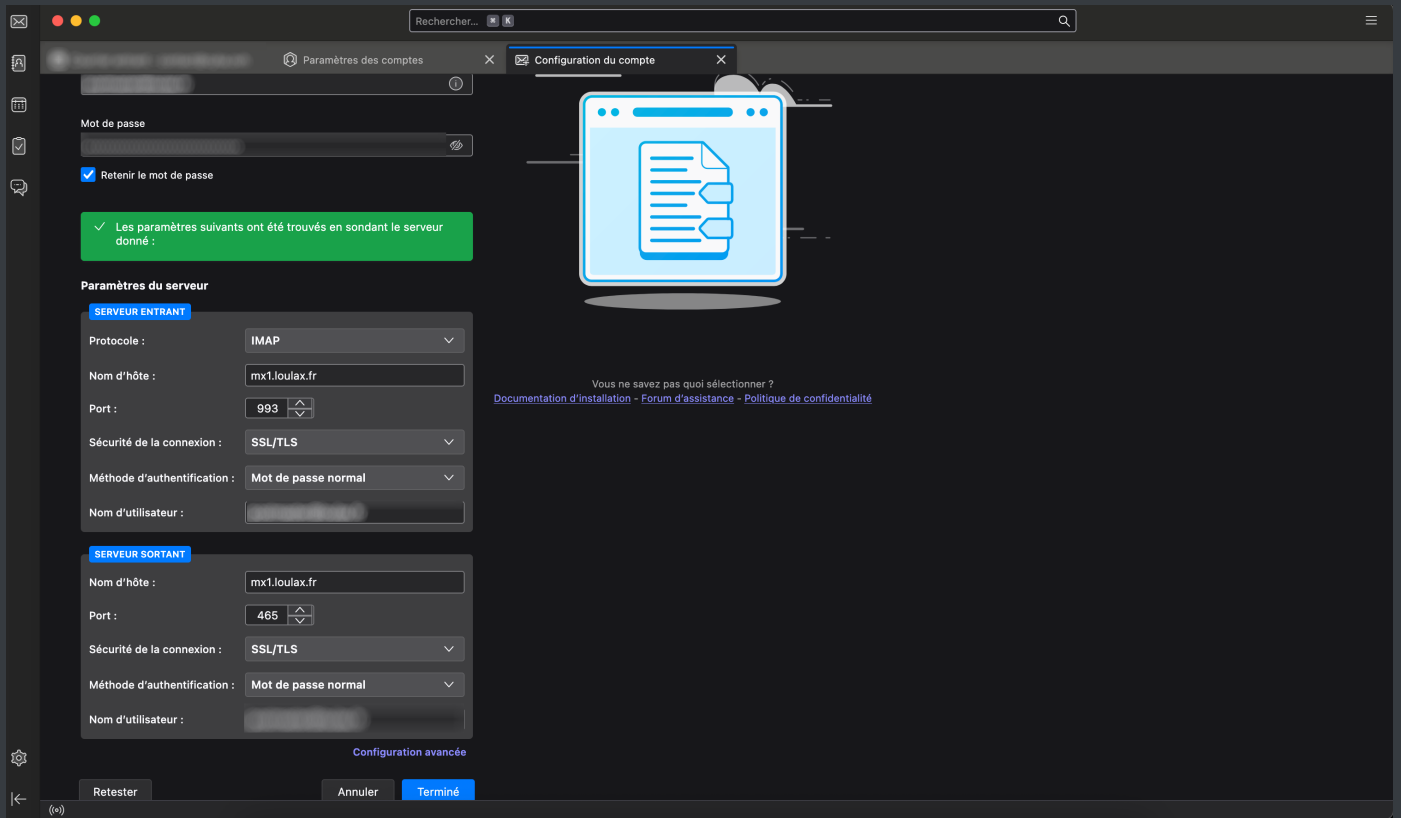 Rechercher... ⌘ K
Paramètres des comptes
Configuration du compte
Mot de passe
Retenir le mot de passe
Les paramètres suivants ont été trouvés en sondant le serveur
donné :
Paramètres du serveur
SERVEUR ENTRANT
Protocole :
IMAP
Nom d'hôte :
mx1.loulax.fr
Port :
993
Sécurité de la connexion :
SSL/TLS
Méthode d'authentification :
Mot de passe normal
Nom d'utilisateur :
SERVEUR SORTANT
Nom d'hôte :
mx1.loulax.fr
Port :
465
Sécurité de la connexion :
SSL/TLS
Méthode d'authentification :
Mot de passe normal
Nom d'utilisateur :
Configuration avancée
Retester
Annuler
Terminé
Vous ne savez pas quoi sélectionner ?
Documentation d'installation - Forum d'assistance - Politique de confidentialité